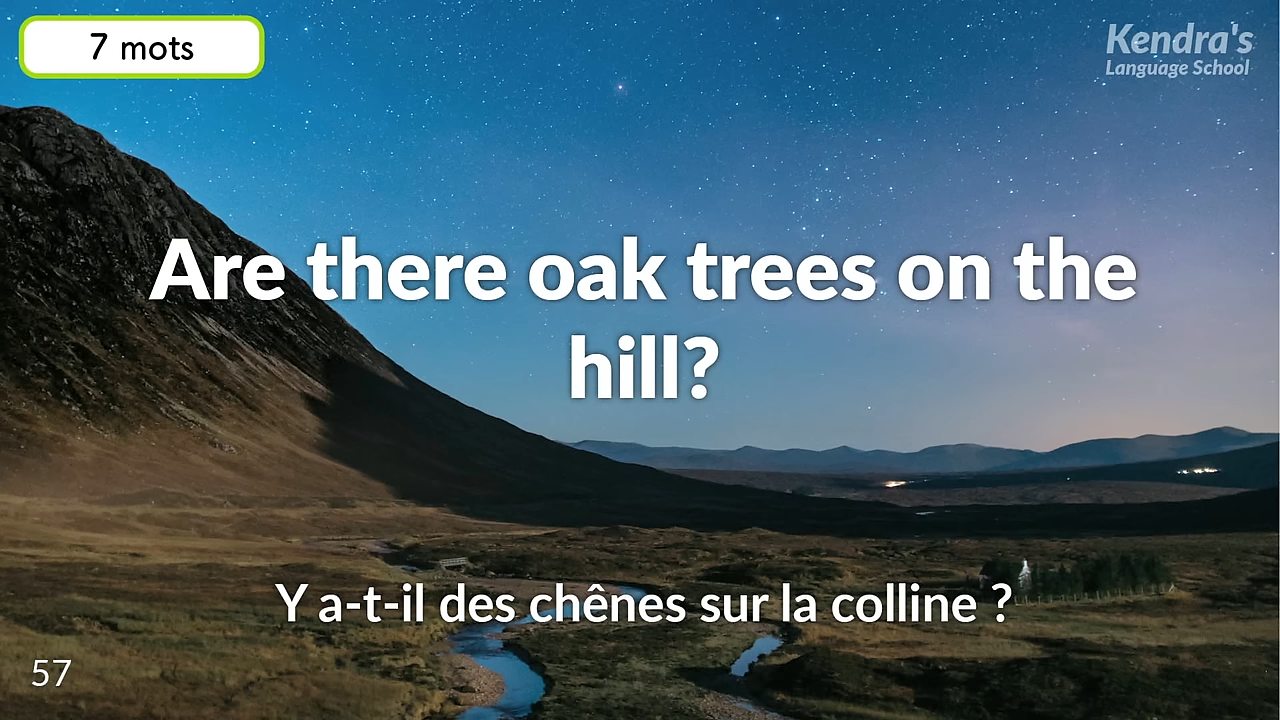 7 mots
Kendra's
Language School
Are there oak trees on the
hill?
Y a-t-il des chênes sur la colline ?
57